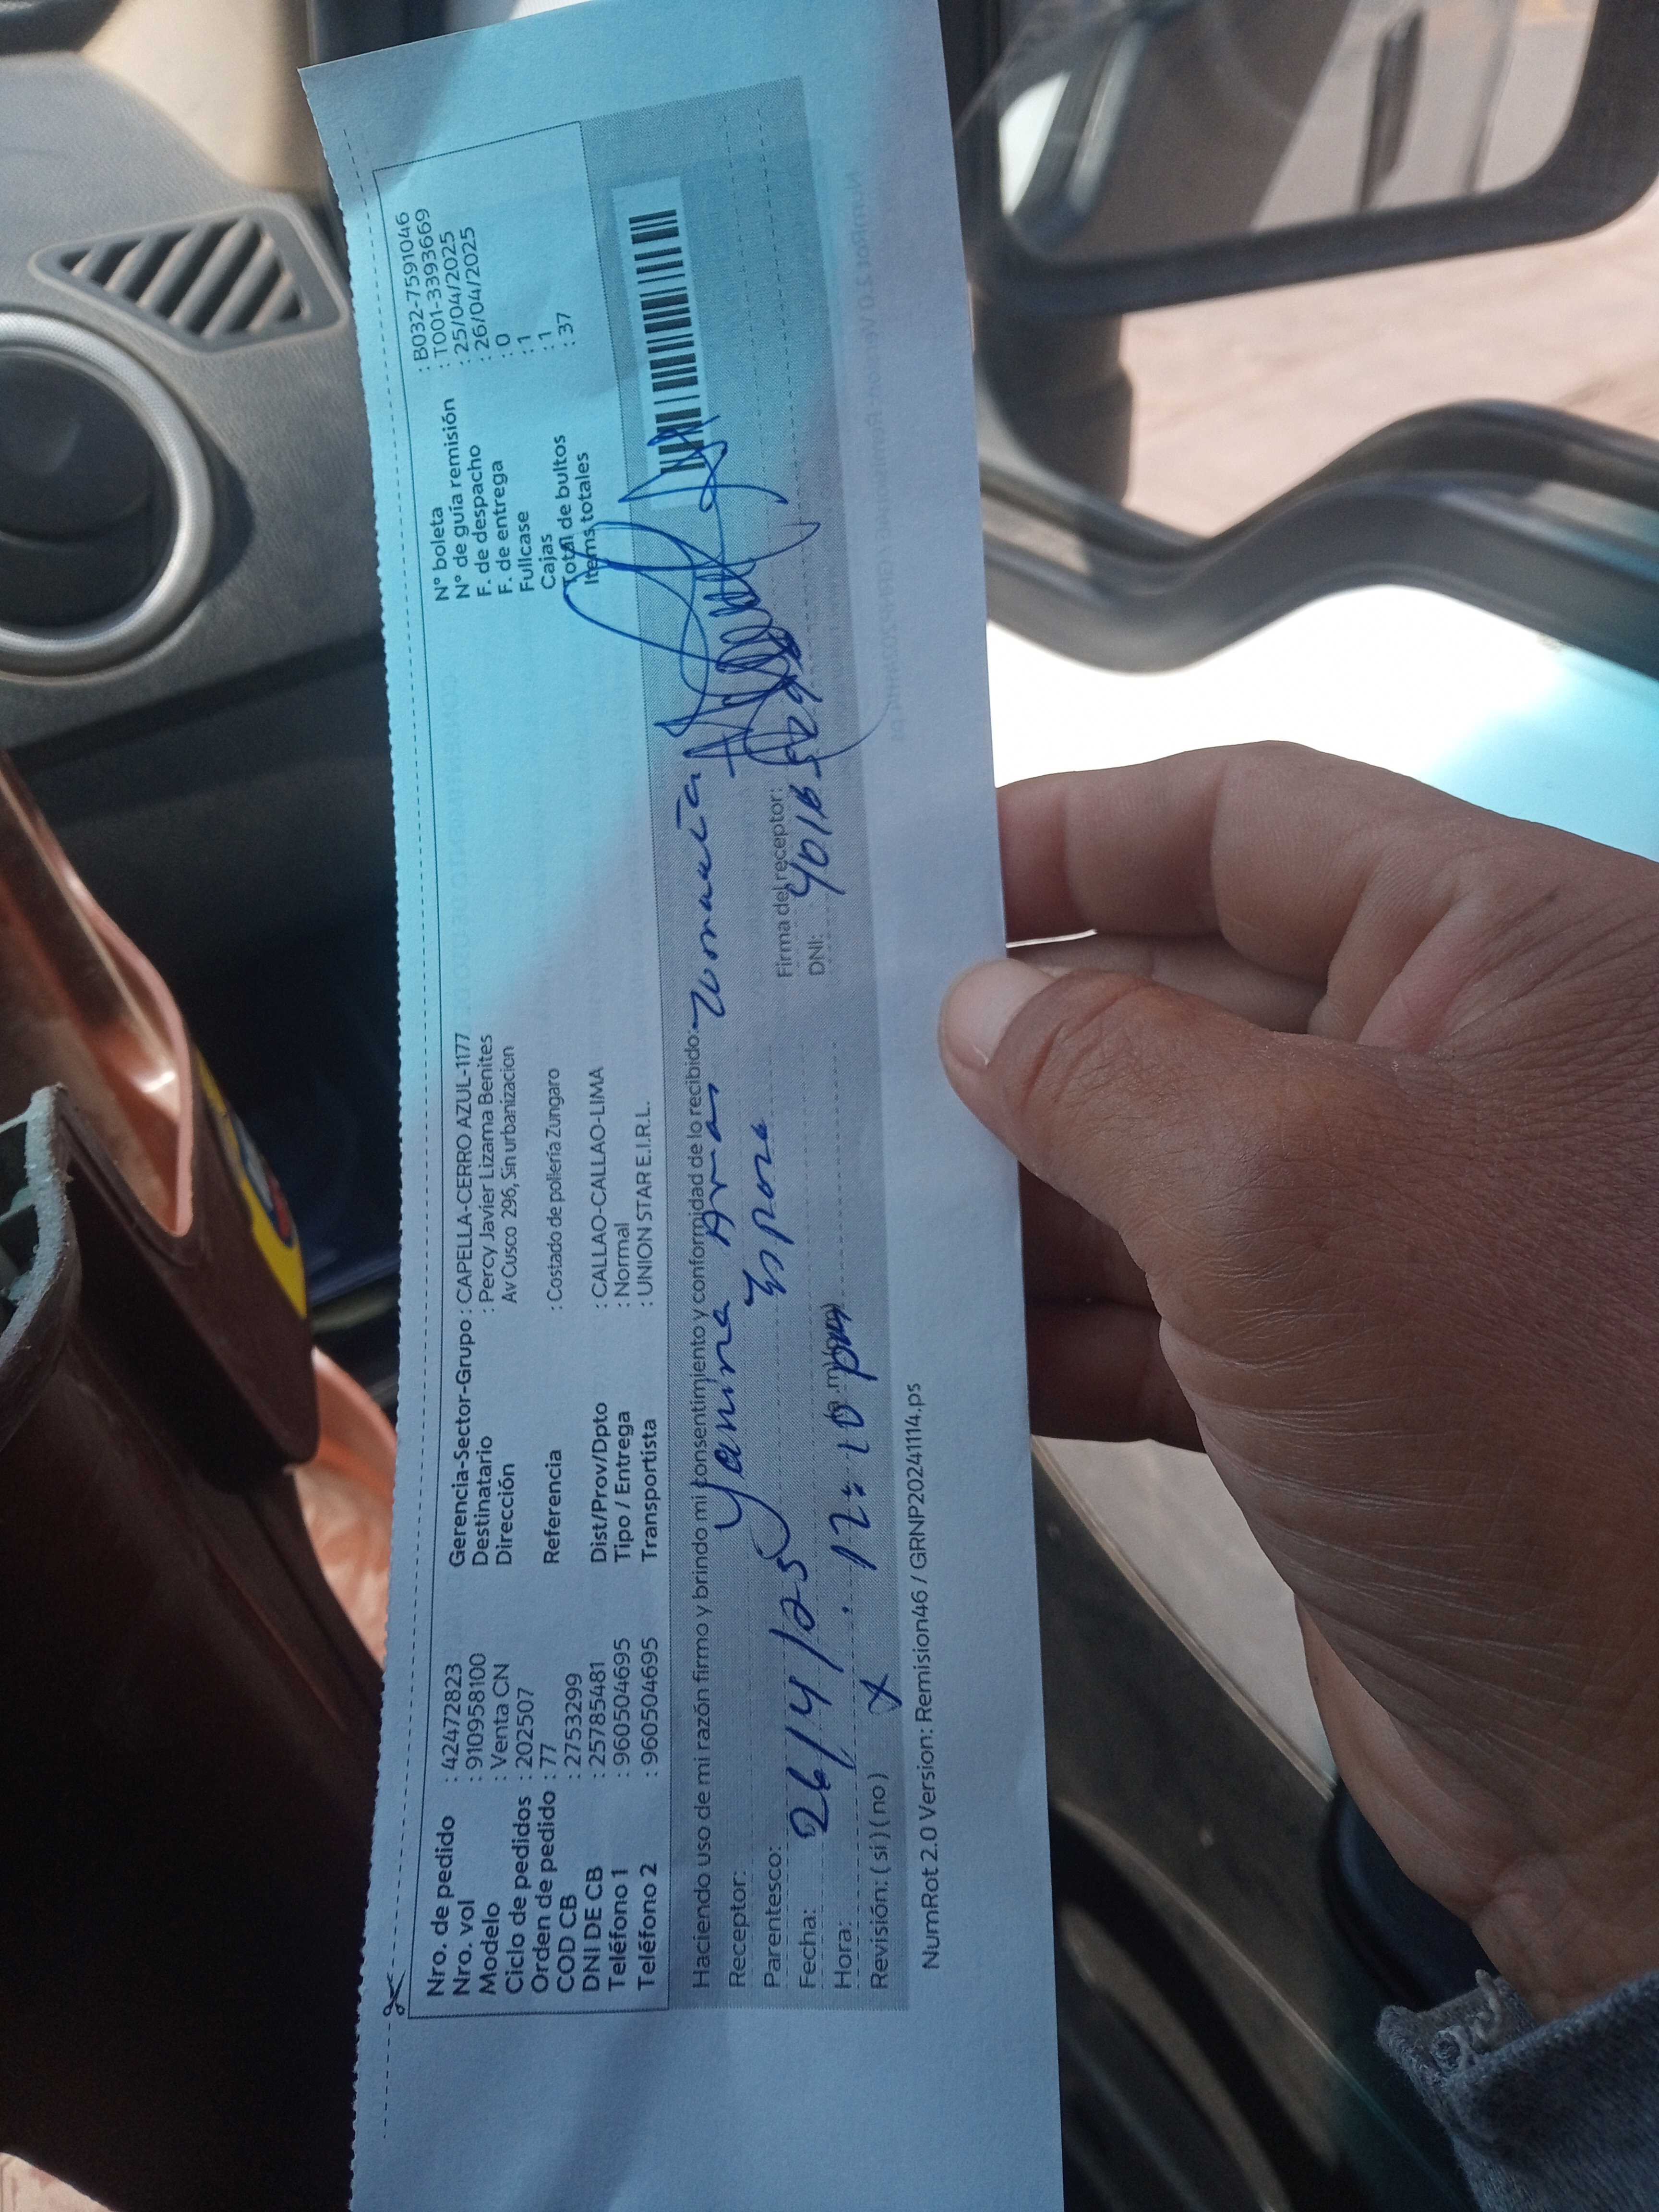 Nro. de pedido : 42472823
Nro. vol : 910958100
Modelo : Venta CN
Ciclo de pedidos : 202507
Orden de pedido : 77
COD CB : 2753299
DNI DE CB : 25785481
Teléfono 1 : 960504695
Teléfono 2 : 960504695
Gerencia-Sector-Grupo : CAPELLA-CERRO AZUL-1177
Destinatario : Percy Javier Lizama Benites
Dirección Av Cusco 296, Sin urbanizacion
Referencia : Costado de pollería Zungaro
Dist/Prov/Dpto : CALLAO-CALLAO-LIMA
Tipo / Entrega : Normal
Transportista : UNION STAR E.I.R.L.
N° boleta : B032-7591046
N° de guía remisión : T001-3393669
F. de despacho : 25/04/2025
F. de entrega : 26/04/2025
Fullcase : 0
Cajas : 1
Total de bultos : 1
Items totales : 37
Haciendo uso de mi razón firmo y brindo mi consentimiento y conformidad de lo recibido:
Receptor: Yanina Arias
Parentesco: Esposa
Fecha: 26/4/25
Hora: 12:10 pm
Revisión: ( si ) ( no ) x
Firma del receptor:
DNI:
NumRot 2.0 Version: Remision46 / GRNP20241114.ps